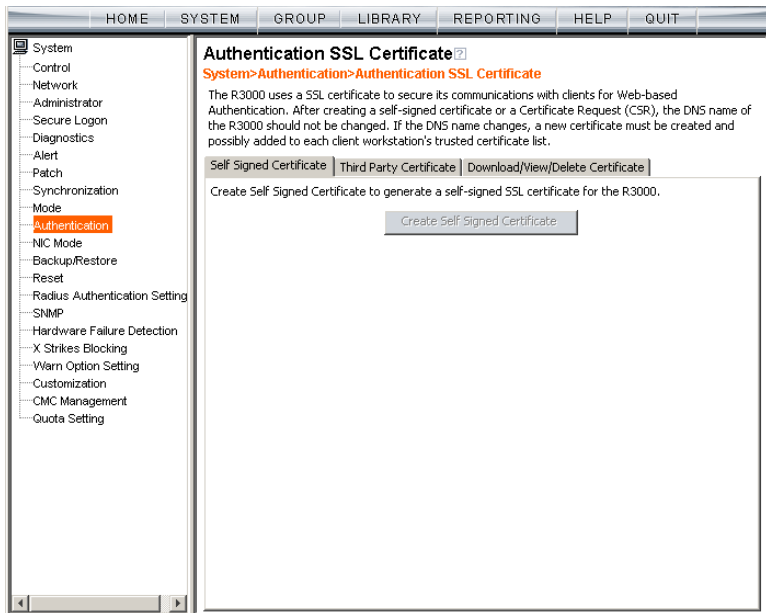 HOME SYSTEM GROUP LIBRARY REPORTING HELP QUIT
System
Control
Network
Administrator
Secure Logon
Diagnostics
Alert
Patch
Synchronization
Mode
Authentication
NIC Mode
Backup/Restore
Reset
Radius Authentication Setting
SNMP
Hardware Failure Detection
X Strikes Blocking
Warn Option Setting
Customization
CMC Management
Quota Setting
Authentication SSL Certificate?
System>Authentication>Authentication SSL Certificate
The R3000 uses a SSL certificate to secure its communications with clients for Web-based
Authentication. After creating a self-signed certificate or a Certificate Request (CSR), the DNS name of
the R3000 should not be changed. If the DNS name changes, a new certificate must be created and
possibly added to each client workstation's trusted certificate list.
Self Signed Certificate Third Party Certificate Download/View/Delete Certificate
Create Self Signed Certificate to generate a self-signed SSL certificate for the R3000.
Create Self Signed Certificate